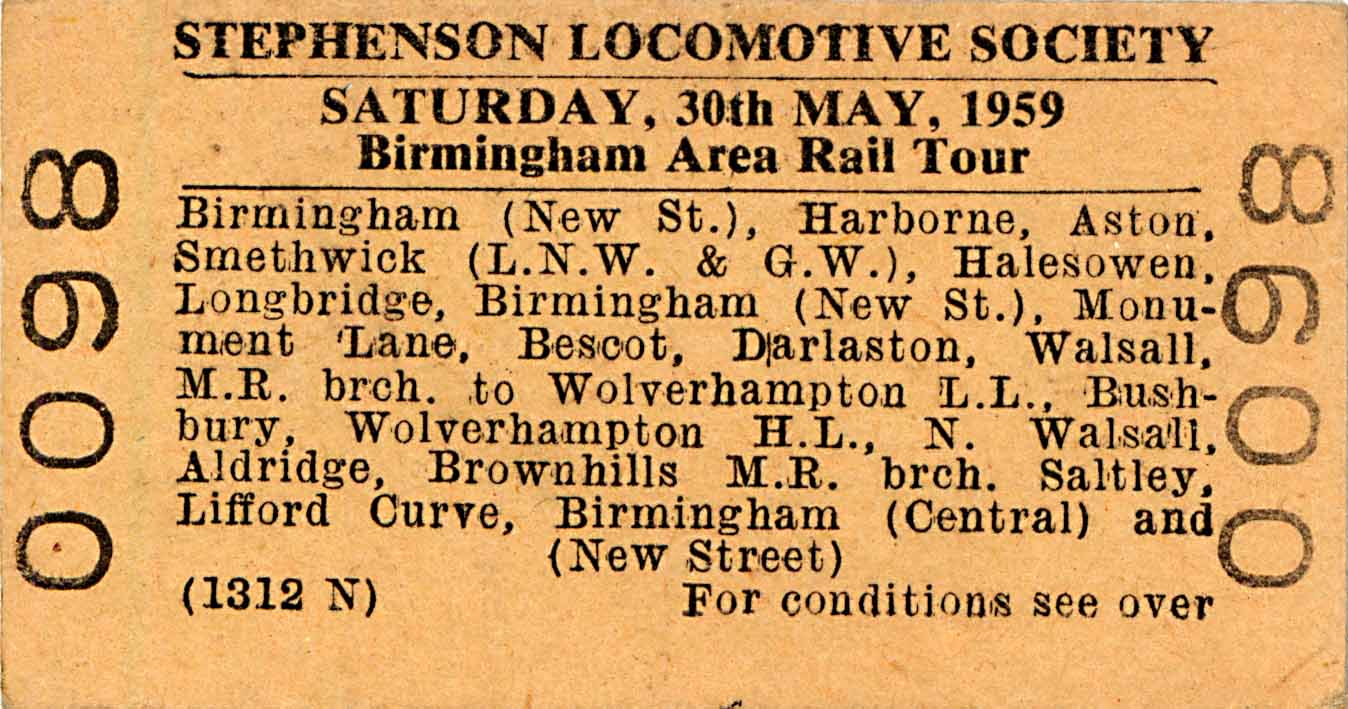 STEPHENSON LOCOMOTIVE SOCIETY
SATURDAY, 30th MAY, 1959
Birmingham Area Rail Tour
Birmingham (New St.), Harborne, Aston,
Smethwick (L.N.W. & G.W.), Halesowen,
Longbridge, Birmingham (New St.), Monu-
ment Lane, Bescot, Darlaston, Walsall,
M.R. brch. to Wolverhampton L.L., Bush-
bury, Wolverhampton H.L., N. Walsall,
Aldridge, Brownhills M.R. brch. Saltley,
Lifford Curve, Birmingham (Central) and
(New Street)
(1312 N) For conditions see over
0098
0098